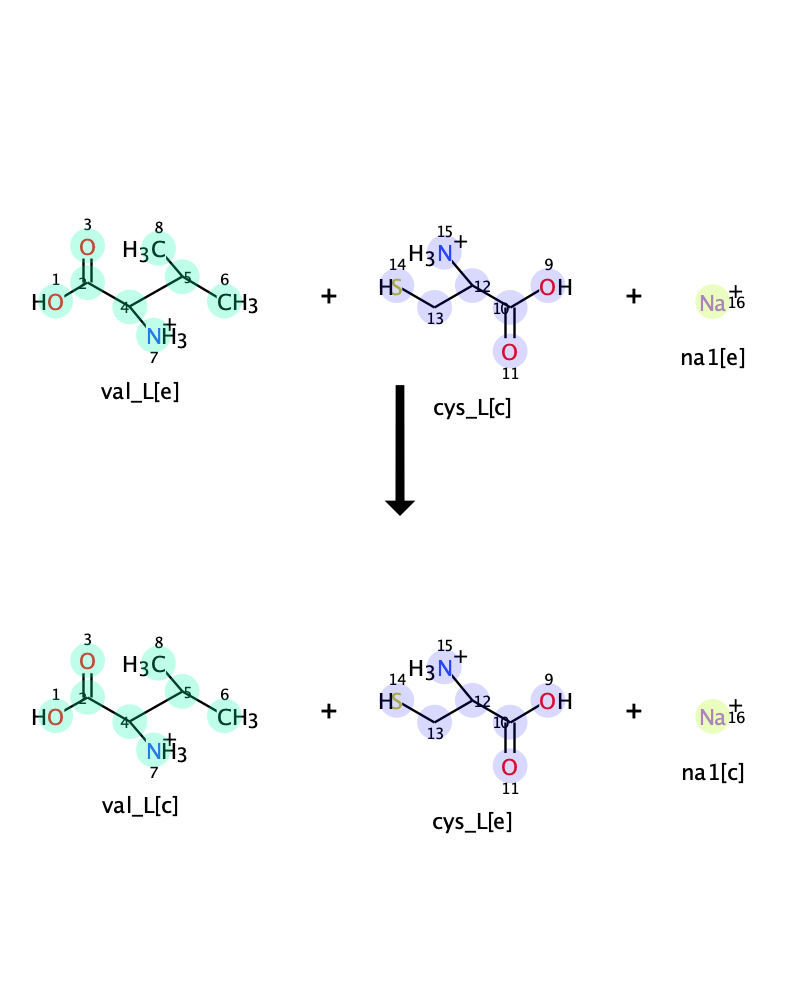 3 8 15
O H3C H3N +
1 14 9
2 5 6 12
HO HS OH + 
+ + Na 16
4 CH3 13 10
NH3 +
7 O
11
val_L[e] cys_L[c] na1[e]
3 8 15
O H3C H3N +
1 14 9
2 5 6 12
HO HS OH +
+ + Na 16
4 CH3 13 10
NH3 +
7 O
11
val_L[c] cys_L[e] na1[c]